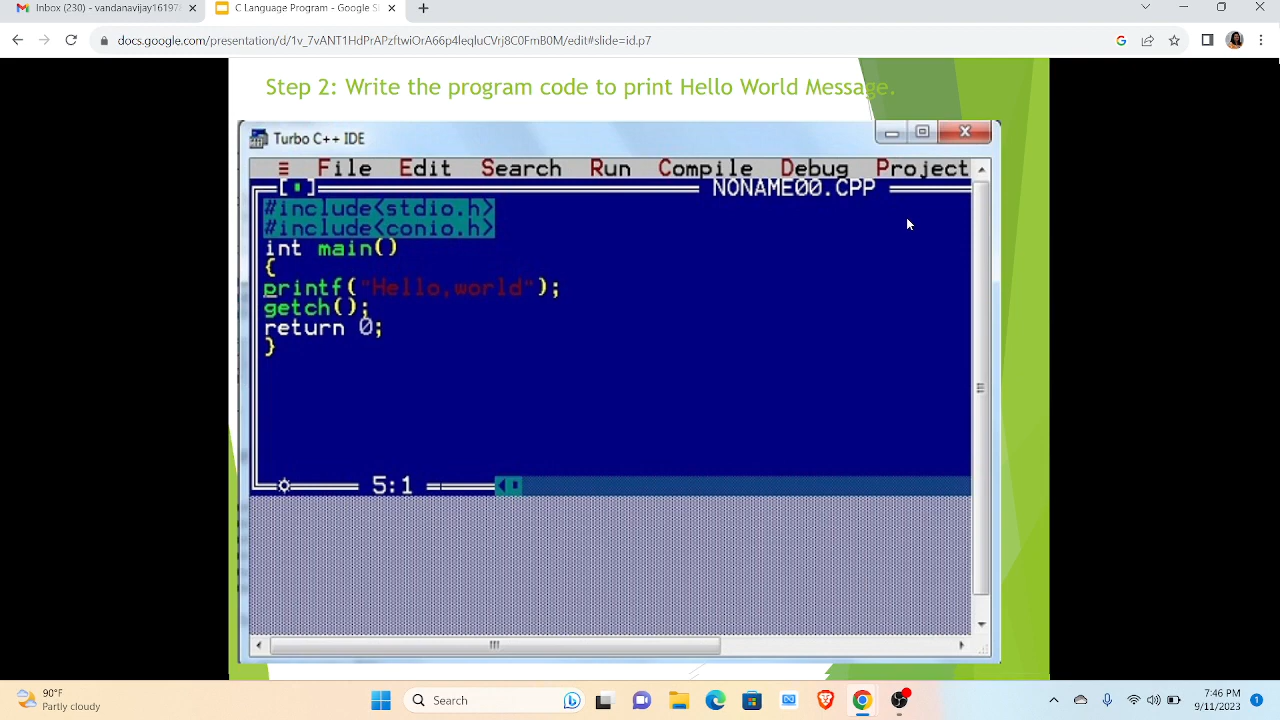 Inbox (230) - vandanavijay16197
C Language Program - Google Sl
docs.google.com/presentation/d/1v_7vANT1HdPrAPzftwiOrA66p4IeqIuCVrj8C0FrnB0M/edit#slide=id.p7
Step 2: Write the program code to print Hello World Message.
Turbo C++ IDE
File Edit Search Run Compile Debug Project
NONAME00.CPP
#include<stdio.h>
#include<conio.h>
int main()
{
printf("Hello,world");
getch();
return 0;
}
5:1
90°F
Partly cloudy
Search
7:46 PM
9/11/2023
1